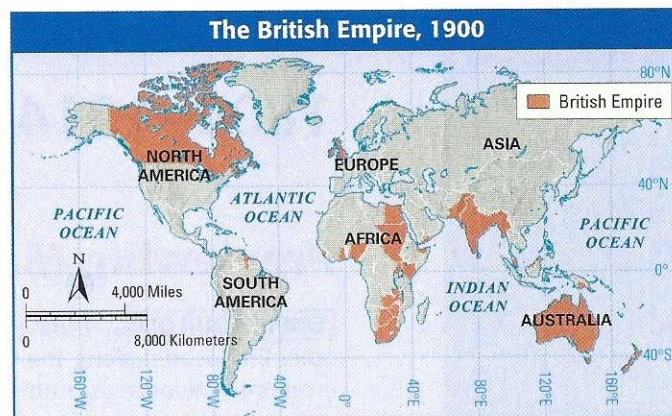 The British Empire, 1900
80°N
British Empire
NORTH
AMERICA
EUROPE
ASIA
40°N
ATLANTIC
OCEAN
PACIFIC
OCEAN
PACIFIC
OCEAN
AFRICA
N
0°
SOUTH
AMERICA
INDIAN
OCEAN
0
4,000 Miles
0
8,000 Kilometers
AUSTRALIA
40°S
160°W
120°W
80°W
40°W
0°
40°E
80°E
120°E
160°E